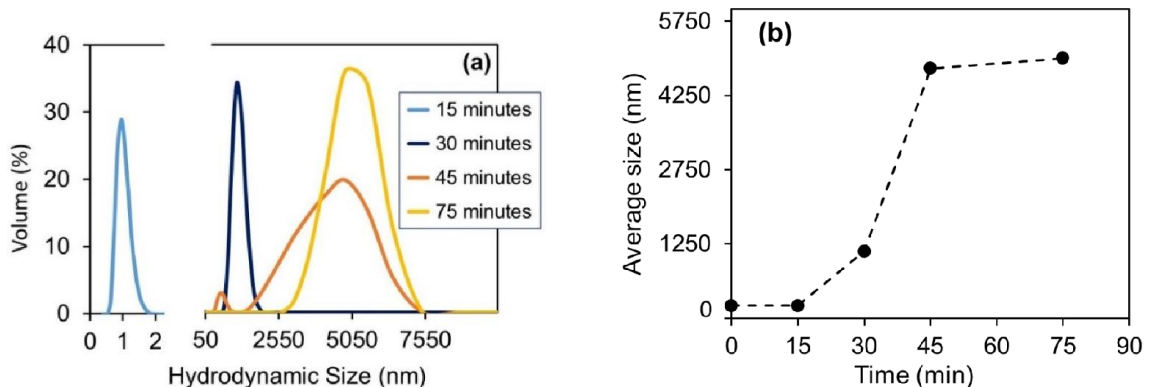 (a)
40
30
20
10
0
Volume (%)
15 minutes
30 minutes
45 minutes
75 minutes
0 1 2 50 2550 5050 7550
Hydrodynamic Size (nm)
(b)
5750
4250
2750
1250
0
Average size (nm)
0 15 30 45 60 75 90
Time (min)